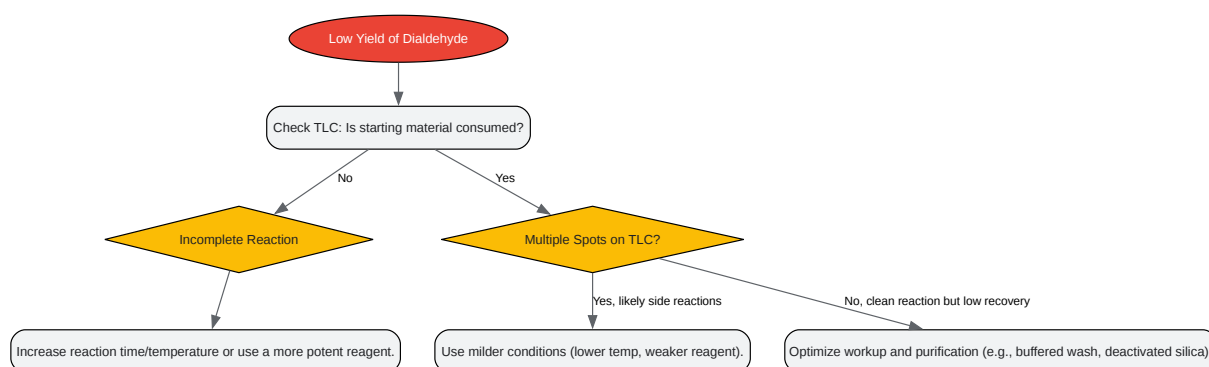 Low Yield of Dialdehyde
Check TLC: Is starting material consumed?
No
Yes
Incomplete Reaction
Multiple Spots on TLC?
Yes, likely side reactions
No, clean reaction but low recovery
Increase reaction time/temperature or use a more potent reagent.
Use milder conditions (lower temp, weaker reagent).
Optimize workup and purification (e.g., buffered wash, deactivated silica)